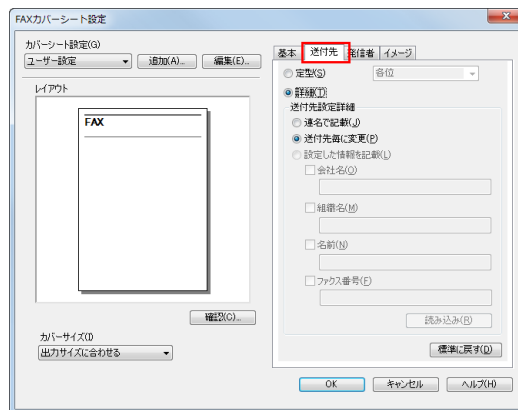 FAXカバーシート設定
カバーシート設定(G)
ユーザー設定
追加(A)...
編集(E)...
レイアウト
FAX
確認(C)...
カバーサイズ(I)
出力サイズに合わせる
基本
送付先
発信者
イメージ
定型(S)
各位
詳細(T)
送付先設定詳細
連名で記載(J)
送付先毎に変更(P)
設定した情報を記載(L)
会社名(O)
組織名(M)
名前(N)
ファクス番号(F)
読み込み(R)
標準に戻す(D)
OK
キャンセル
ヘルプ(H)